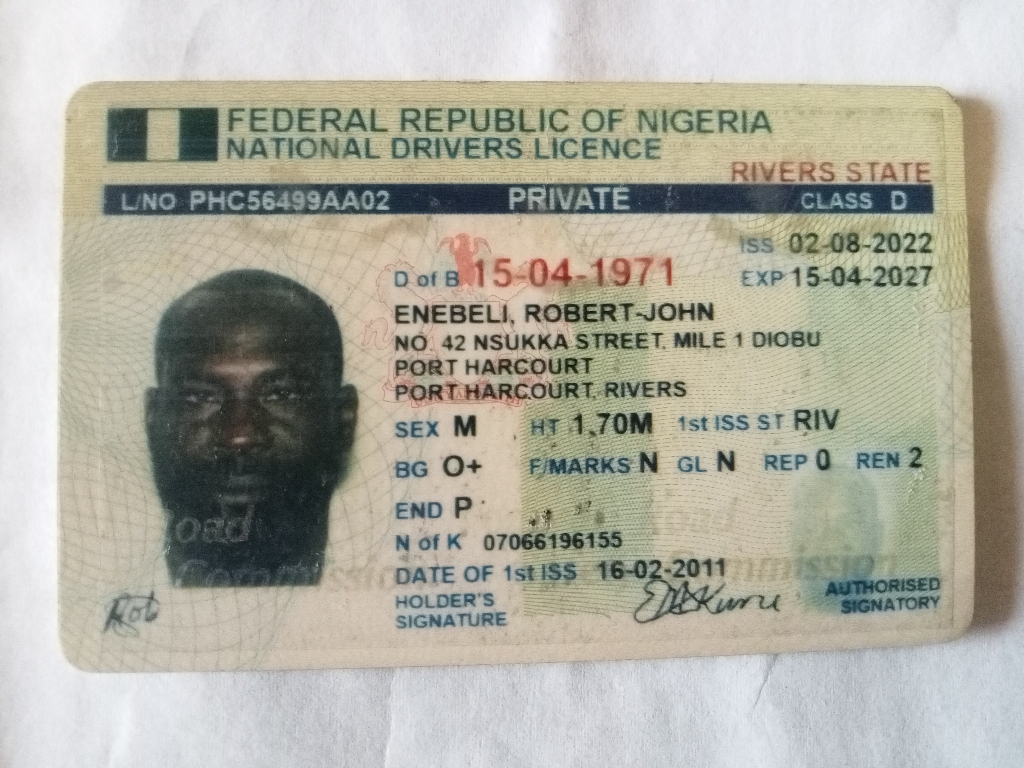 FEDERAL REPUBLIC OF NIGERIA
NATIONAL DRIVERS LICENCE
RIVERS STATE
L/NO PHC56499AA02 PRIVATE CLASS D
ISS 02-08-2022
D of B 15-04-1971 EXP 15-04-2027
ENEBELI, ROBERT-JOHN
NO. 42 NSUKKA STREET. MILE 1 DIOBU
PORT HARCOURT
PORT HARCOURT. RIVERS
SEX M HT 1.70M 1st ISS ST RIV
BG O+ F/MARKS N GL N REP 0 REN 2
END P
N of K 07066196155
DATE OF 1st ISS 16-02-2011
HOLDER'S
SIGNATURE
AUTHORISED
SIGNATORY